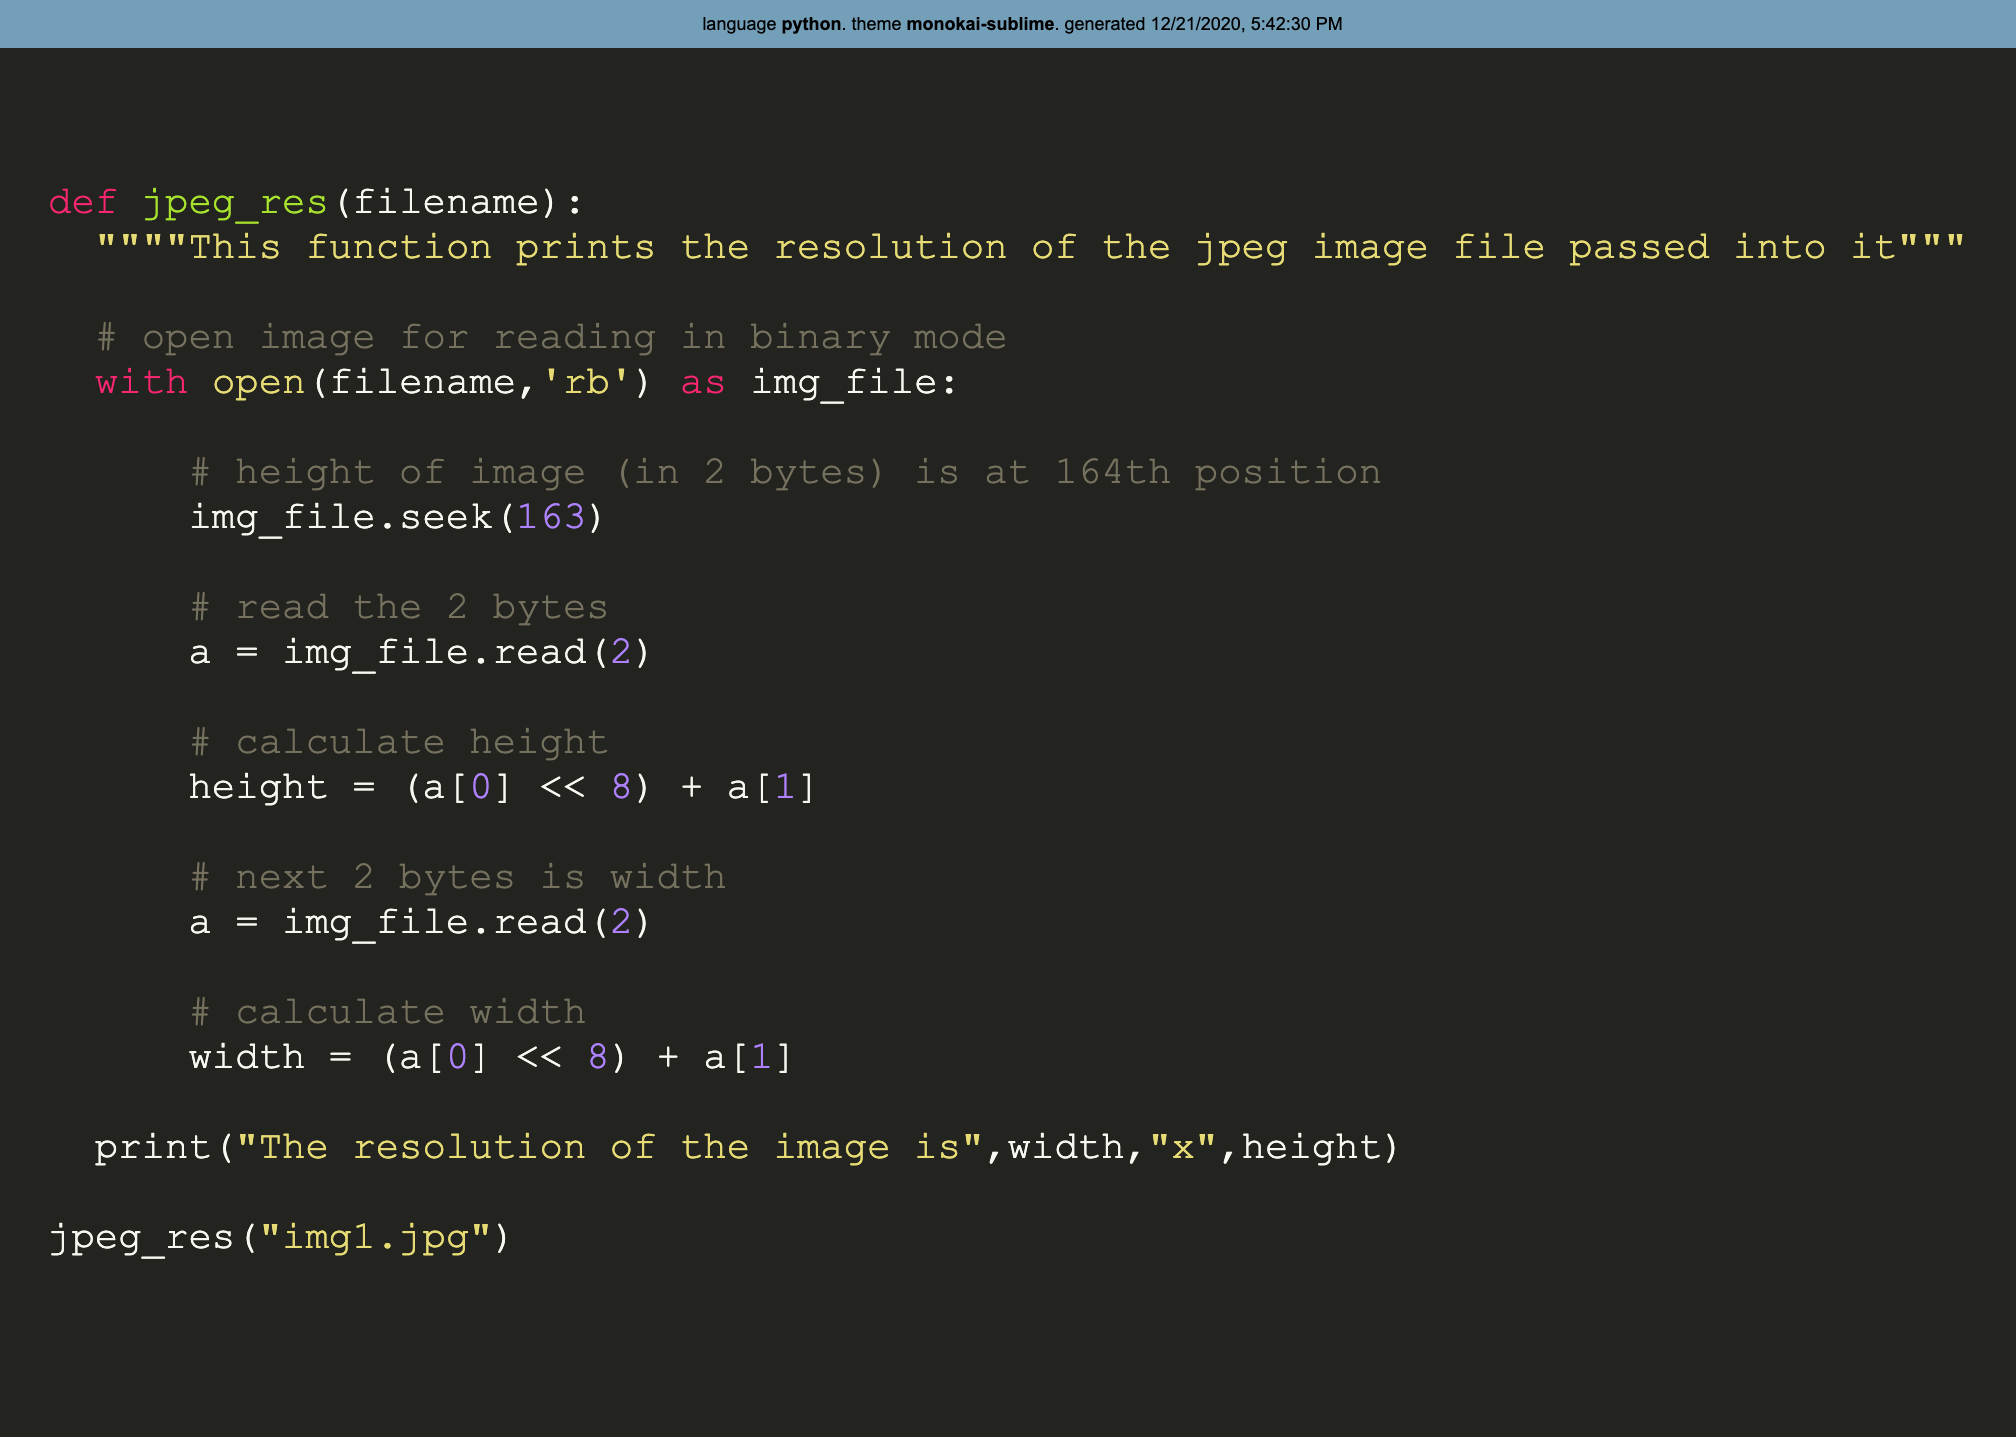 language python. theme monokai-sublime. generated 12/21/2020, 5:42:30 PM
def jpeg_res(filename):
  """"This function prints the resolution of the jpeg image file passed into it"""
  # open image for reading in binary mode
  with open(filename,'rb') as img_file:
      # height of image (in 2 bytes) is at 164th position
      img_file.seek(163)
      # read the 2 bytes
      a = img_file.read(2)
      # calculate height
      height = (a[0] << 8) + a[1]
      # next 2 bytes is width
      a = img_file.read(2)
      # calculate width
      width = (a[0] << 8) + a[1]
  print("The resolution of the image is",width,"x",height)
jpeg_res("img1.jpg")